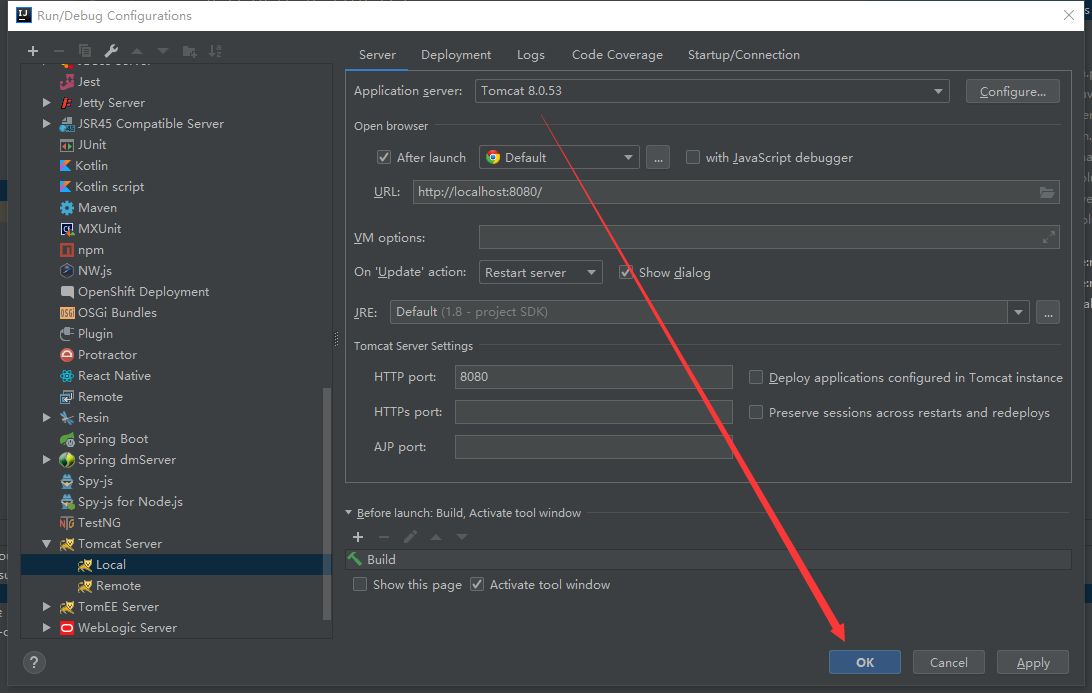 Run/Debug Configurations
Jest
Jetty Server
JSR45 Compatible Server
JUnit
Kotlin
Kotlin script
Maven
MXUnit
npm
NW.js
OpenShift Deployment
OSGi Bundles
Plugin
Protractor
React Native
Remote
Resin
Spring Boot
Spring dmServer
Spy-js
Spy-js for Node.js
TestNG
Tomcat Server
Local
Remote
TomEE Server
WebLogic Server
?
Server Deployment Logs Code Coverage Startup/Connection
Application server: Tomcat 8.0.53 Configure...
Open browser
After launch Default ... with JavaScript debugger
URL: http://localhost:8080/
VM options:
On 'Update' action: Restart server Show dialog
JRE: Default (1.8 - project SDK) ...
Tomcat Server Settings
HTTP port: 8080 Deploy applications configured in Tomcat instance
HTTPs port: Preserve sessions across restarts and redeploys
AJP port:
Before launch: Build, Activate tool window
Build
Show this page Activate tool window
OK Cancel Apply